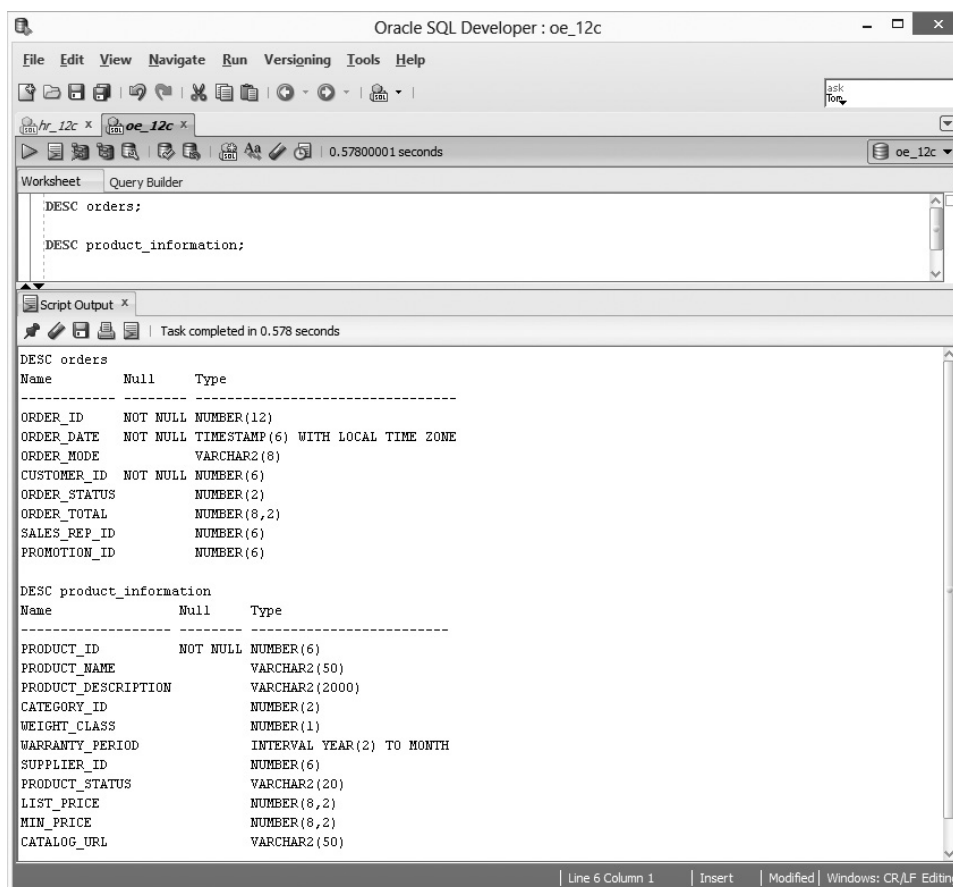 Oracle SQL Developer : oe_12c
File Edit View Navigate Run Versioning Tools Help
ask
Tom
hr_12c x oe_12c x
0.57800001 seconds oe_12c
Worksheet Query Builder
DESC orders;
DESC product_information;
Script Output x
Task completed in 0.578 seconds
DESC orders
Name Null Type
------------ -------- ---------------------------------
ORDER_ID NOT NULL NUMBER(12)
ORDER_DATE NOT NULL TIMESTAMP(6) WITH LOCAL TIME ZONE
ORDER_MODE VARCHAR2(8)
CUSTOMER_ID NOT NULL NUMBER(6)
ORDER_STATUS NUMBER(2)
ORDER_TOTAL NUMBER(8,2)
SALES_REP_ID NUMBER(6)
PROMOTION_ID NUMBER(6)
DESC product_information
Name Null Type
------------------- -------- -------------------------
PRODUCT_ID NOT NULL NUMBER(6)
PRODUCT_NAME VARCHAR2(50)
PRODUCT_DESCRIPTION VARCHAR2(2000)
CATEGORY_ID NUMBER(2)
WEIGHT_CLASS NUMBER(1)
WARRANTY_PERIOD INTERVAL YEAR(2) TO MONTH
SUPPLIER_ID NUMBER(6)
PRODUCT_STATUS VARCHAR2(20)
LIST_PRICE NUMBER(8,2)
MIN_PRICE NUMBER(8,2)
CATALOG_URL VARCHAR2(50)
Line 6 Column 1 Insert Modified Windows: CR/LF Editing